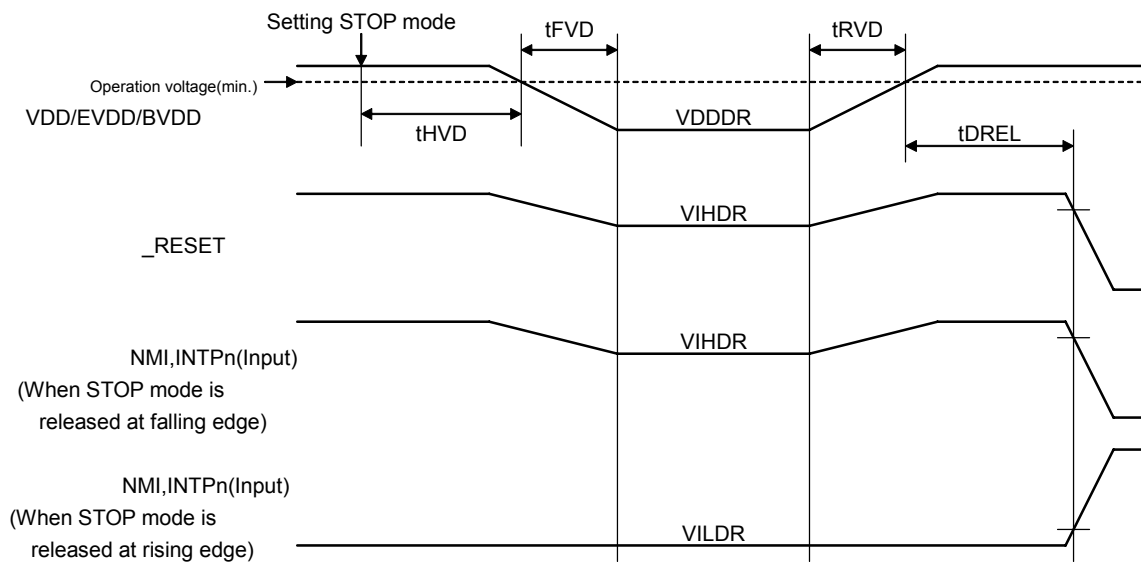 Setting STOP mode
tFVD
tRVD
Operation voltage(min.)
VDD/EVDD/BVDD
tHVD
VDDDR
tDREL
VIHDR
_RESET
VIHDR
NMI,INTPn(Input)
(When STOP mode is
released at falling edge)
NMI,INTPn(Input)
(When STOP mode is
released at rising edge)
VILDR